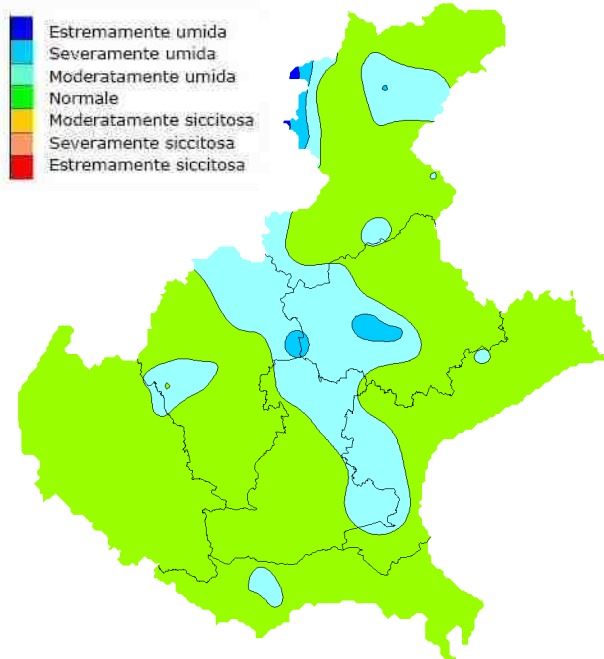 Estremamente umida
Severamente umida
Moderatamente umida
Normale
Moderatamente siccitosa
Severamente siccitosa
Estremamente siccitosa